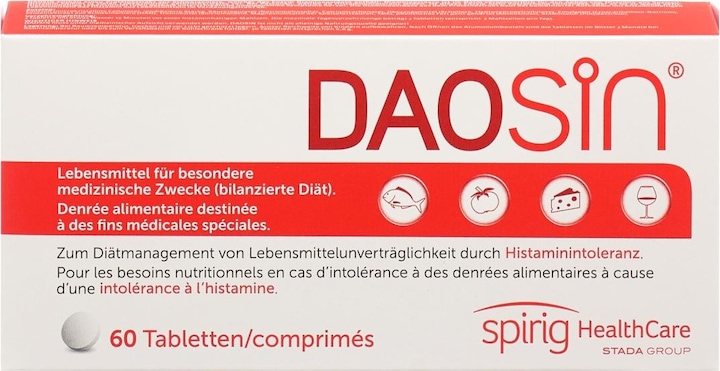 DAOSiN®
Lebensmittel für besondere
medizinische Zwecke (bilanzierte Diät).
Denrée alimentaire destinée
à des fins médicales spéciales.
Zum Diätmanagement von Lebensmittelunverträglichkeit durch Histaminintoleranz.
Pour les besoins nutritionnels en cas d'intolérance à des denrées alimentaires à cause
d'une intolérance à l'histamine.
60 Tabletten/comprimés
spirig HealthCare
STADA GROUP